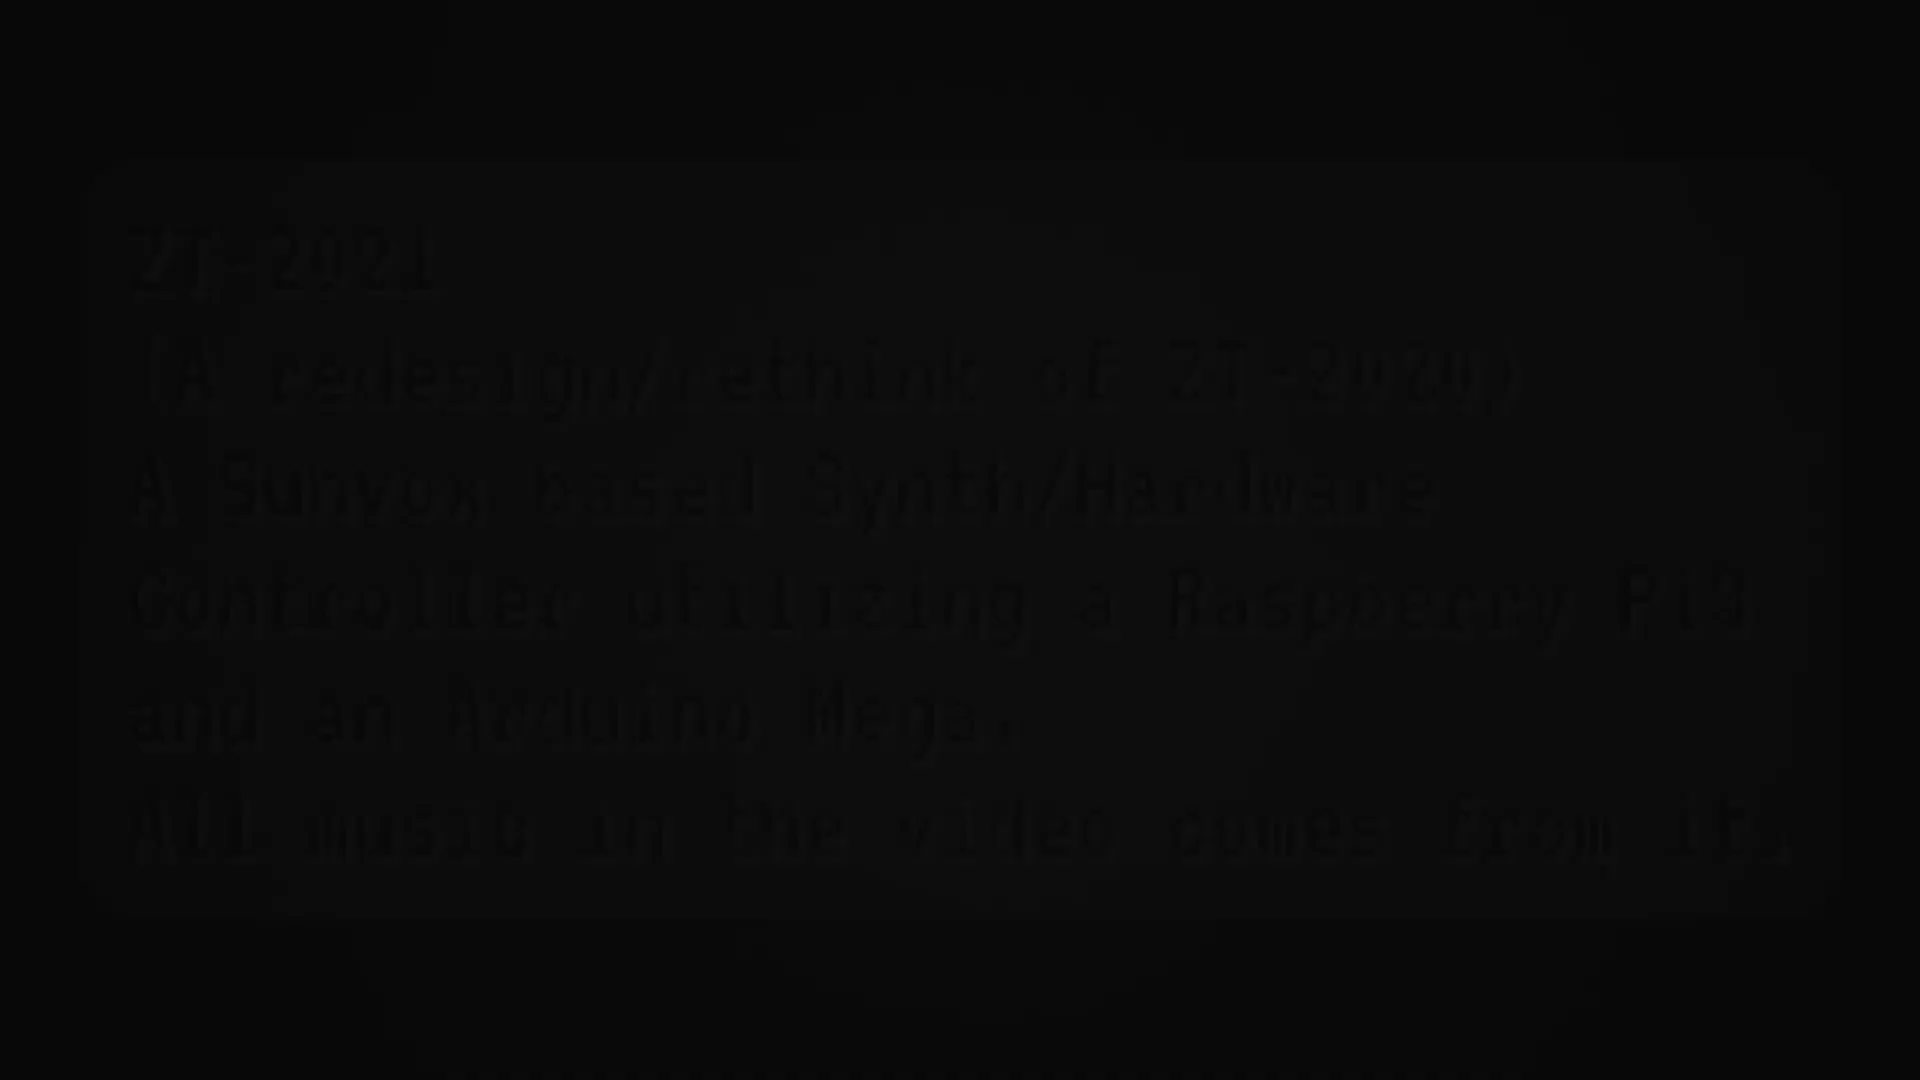 ZT-2021
(A redesign/rethink of ZT-2020)
A Sunvox based Synth/Hardware
Controller utilizing a Raspberry Pi3
and an Arduino Mega.
All music in the video comes from it.